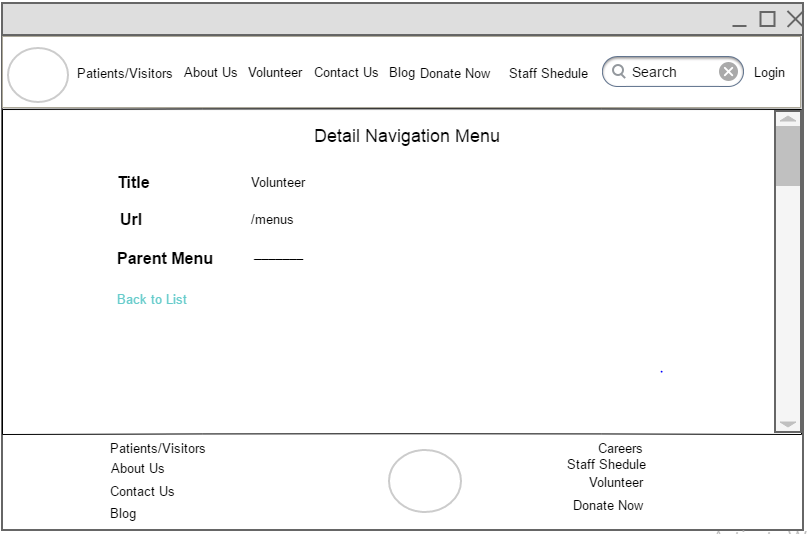 Patients/Visitors About Us Volunteer Contact Us Blog Donate Now Staff Shedule Search Login
Detail Navigation Menu
Title Volunteer
Url /menus
Parent Menu _______
Back to List
Patients/Visitors
About Us
Contact Us
Blog
Careers
Staff Shedule
Volunteer
Donate Now